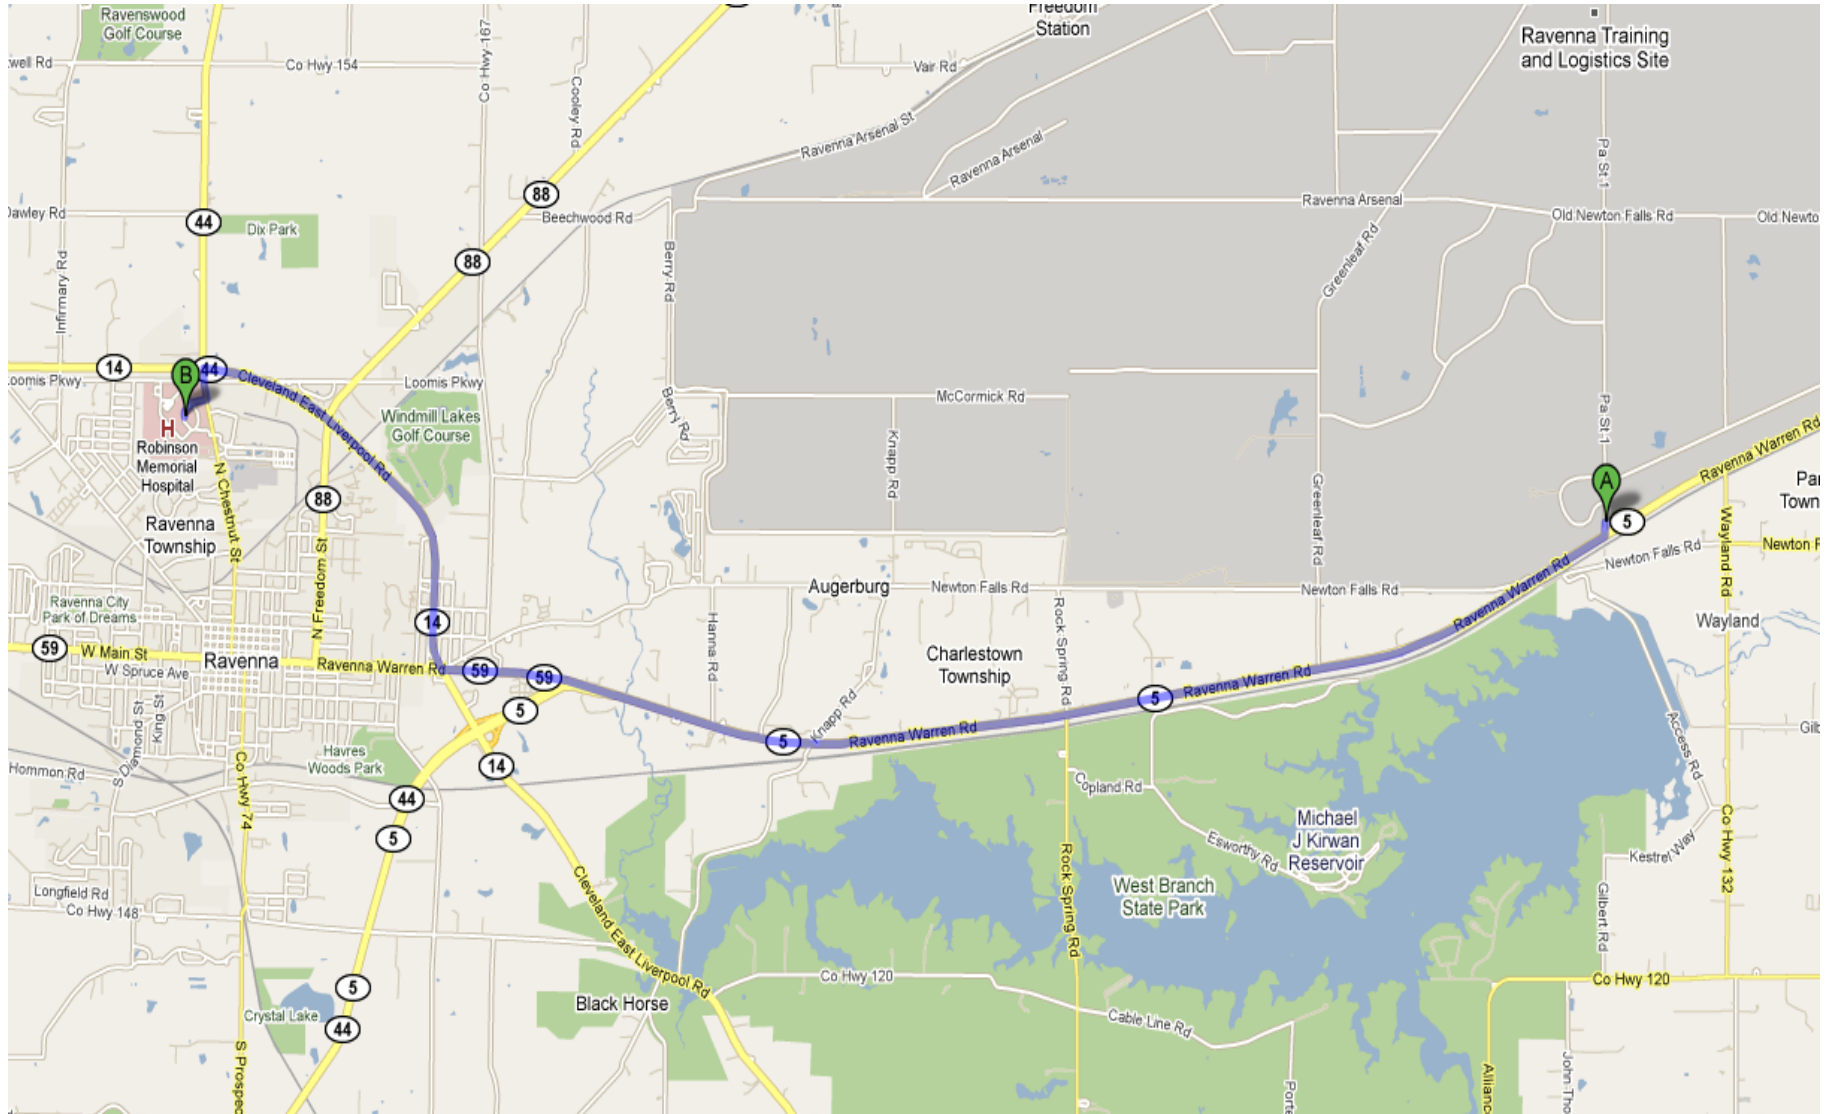 Ravenswood
Golf Course
Freedom
Station
Ravenna Training
and Logistics Site
well Rd
Co Hwy 154
Co Hwy 167
Cooley Rd
Vair Rd
Ravenna Arsenal St
Ravenna Arsenal
Pa St 1
88
Dawley Rd
44
Dix Park
Beechwood Rd
Ravenna Arsenal
Old Newton Falls Rd
Old Newto
Infirmary Rd
88
Berry Rd
Greenleaf Rd
14
B
44
Loomis Pkwy
Cleveland East Liverpool Rd
Loomis Pkwy
Windmill Lakes
Golf Course
Berry Rd
McCormick Rd
Pa St 1
Ravenna Warren Rd
H
Robinson
Memorial
Hospital
N Chestnut St
88
Knapp Rd
Greenleaf Rd
A
5
Par
Town
Ravenna
Township
N Freedom St
Wayland Rd
Newton Falls Rd
Newton F
Ravenna City
Park of Dreams
14
Hanna Rd
Augerburg
Newton Falls Rd
Rock Spring Rd
Newton Falls Rd
Ravenna Warren Rd
Wayland
59
W Main St
W Spruce Ave
Ravenna
Ravenna Warren Rd
59
59
Charlestown
Township
5
Ravenna Warren Rd
S Diamond St
King St
5
Knapp Rd
5
Ravenna Warren Rd
Access Rd
Gilb
Havres
Woods Park
14
Hommon Rd
Co Hwy 74
44
5
Copland Rd
Esworthy Rd
Michael
J Kirwan
Reservoir
Kestrel Way
Co Hwy 132
Longfield Rd
Co Hwy 148
Cleveland East Liverpool Rd
Rock Spring Rd
West Branch
State Park
Gilbert Rd
5
Crystal Lake
44
Black Horse
Co Hwy 120
Cable Line Rd
Co Hwy 120
S Prospec
Porte
Allianc
John Tho